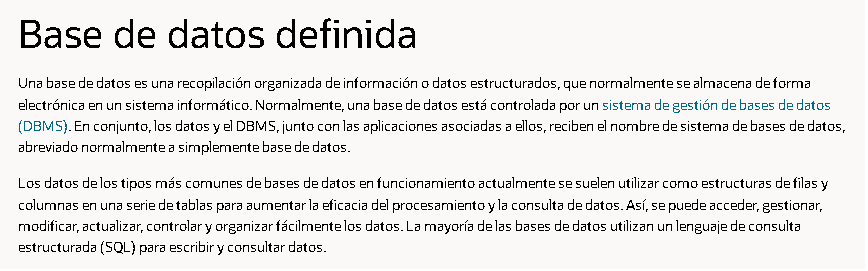 Base de datos definida
Una base de datos es una recopilación organizada de información o datos estructurados, que normalmente se almacena de forma
electrónica en un sistema informático. Normalmente, una base de datos está controlada por un sistema de gestión de bases de datos
(DBMS). En conjunto, los datos y el DBMS, junto con las aplicaciones asociadas a ellos, reciben el nombre de sistema de bases de datos,
abreviado normalmente a simplemente base de datos.
Los datos de los tipos más comunes de bases de datos en funcionamiento actualmente se suelen utilizar como estructuras de filas y
columnas en una serie de tablas para aumentar la eficacia del procesamiento y la consulta de datos. Así, se puede acceder, gestionar,
modificar, actualizar, controlar y organizar fácilmente los datos. La mayoría de las bases de datos utilizan un lenguaje de consulta
estructurada (SQL) para escribir y consultar datos.